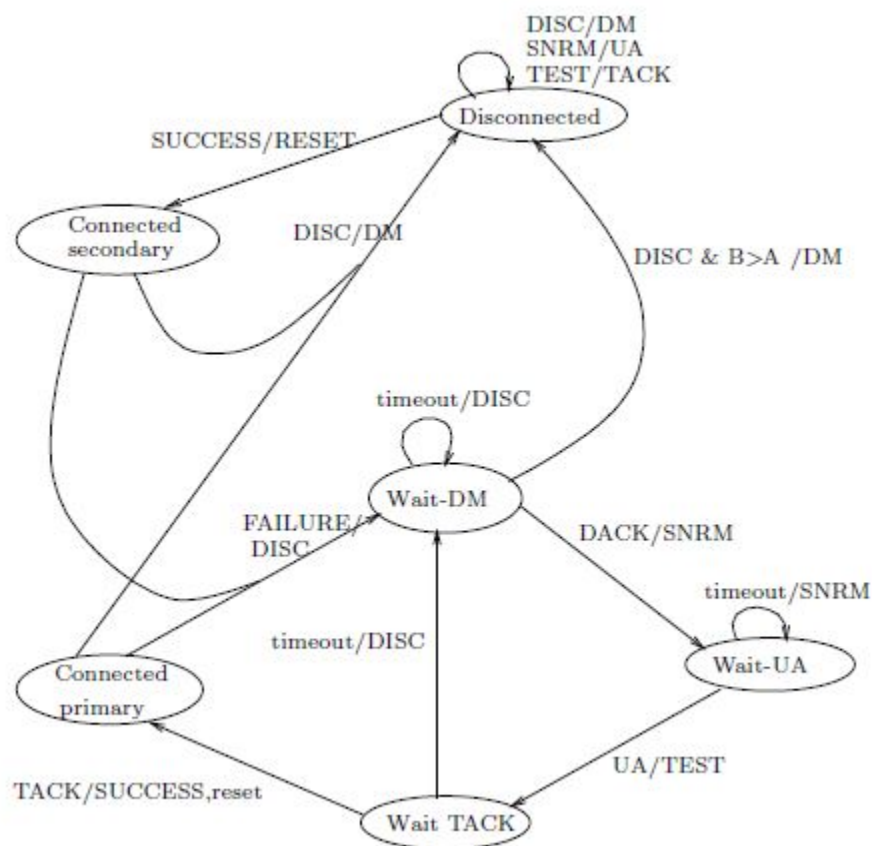 DISC/DM
SNRM/UA
TEST/TACK
Disconnected
SUCCESS/RESET
Connected
secondary
DISC/DM
DISC & B>A /DM
timeout/DISC
Wait-DM
FAILURE/
DISC
DACK/SNRM
timeout/SNRM
timeout/DISC
Wait-UA
Connected
primary
UA/TEST
TACK/SUCCESS,reset
Wait TACK